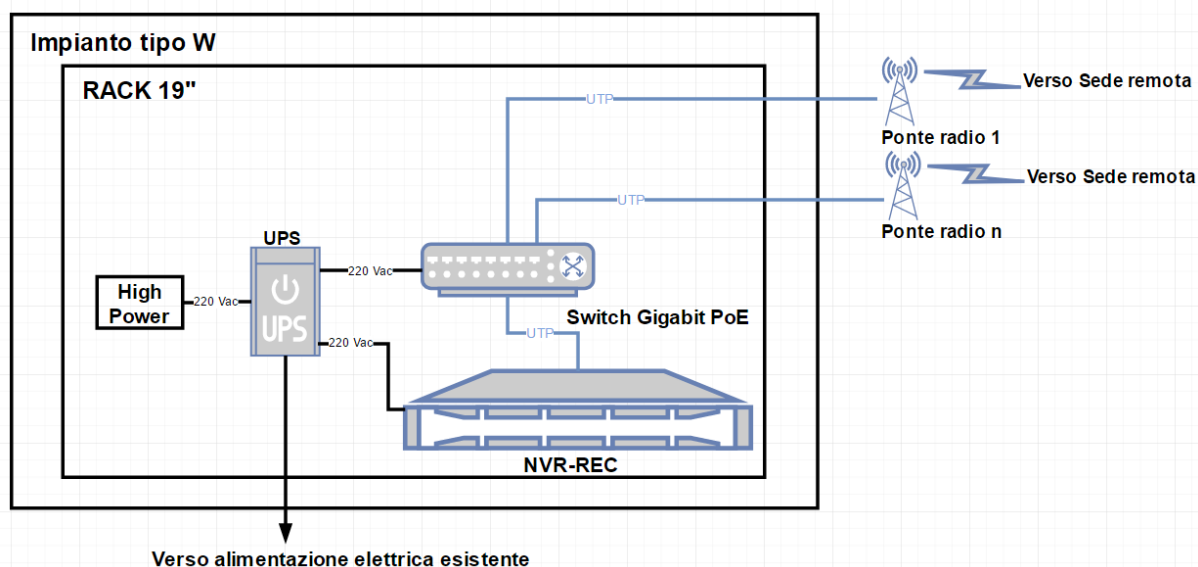 Impianto tipo W
RACK 19"
UTP
Verso Sede remota
Ponte radio 1
UTP
Verso Sede remota
Ponte radio n
UPS
220 Vac
High
Power
220 Vac
UPS
Switch Gigabit PoE
UTP
220 Vac
NVR-REC
Verso alimentazione elettrica esistente